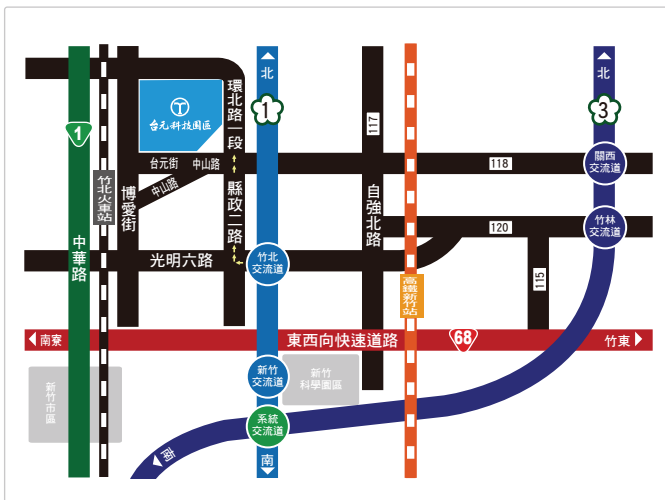 北
北
1
3
1
台元科技園區
環北路一段
117
台元街
中山路
118
關西
交流道
中山路
竹北火車站
博愛街
縣政二路
自強北路
竹林
交流道
120
中華路
光明六路
竹北
交流道
115
高鐵新竹站
南寮
東西向快速道路
68
竹東
新竹
交流道
新竹
科學園區
新竹市區
系統
交流道
南
南